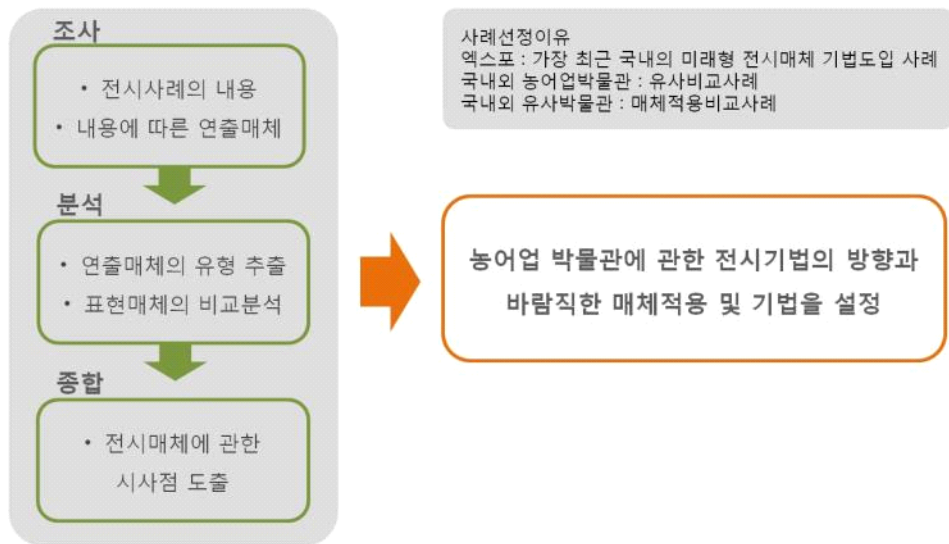 조사
• 전시사례의 내용
• 내용에 따른 연출매체
분석
• 연출매체의 유형 추출
• 표현매체의 비교분석
종합
• 전시매체에 관한
시사점 도출
사례선정이유
엑스포 : 가장 최근 국내의 미래형 전시매체 기법도입 사례
국내외 농어업박물관 : 유사비교사례
국내외 유사박물관 : 매체적용비교사례
농어업 박물관에 관한 전시기법의 방향과
바람직한 매체적용 및 기법을 설정